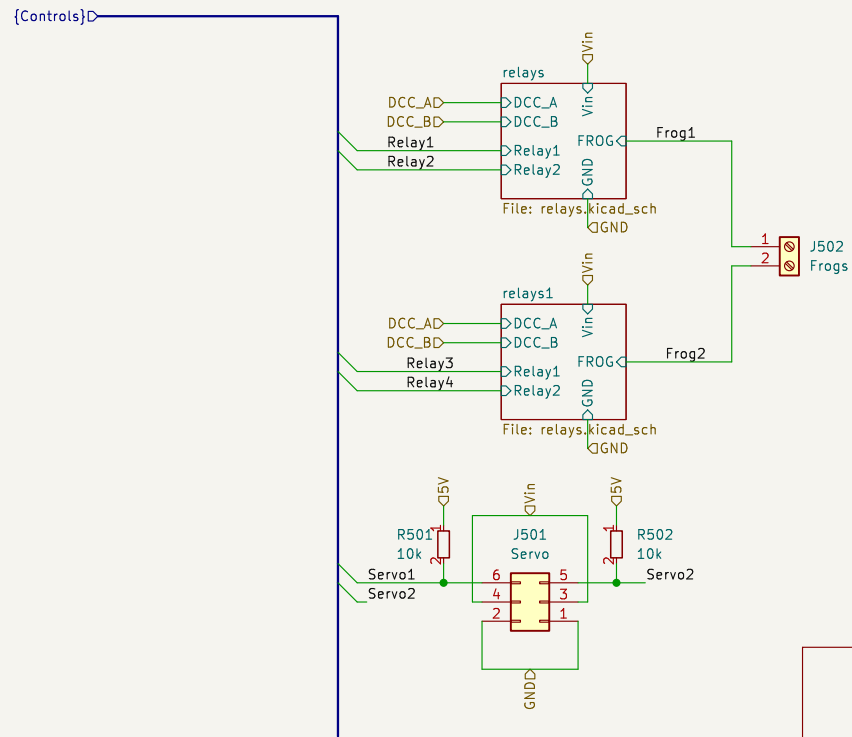 {Controls}
Vin
relays
DCC_A DCC_A
DCC_B DCC_B
Vin
Relay1 Relay1
Relay2 Relay2
FROG Frog1
GND
File: relays.kicad_sch
GND
1 J502
2 Frogs
Vin
relays1
DCC_A DCC_A
DCC_B DCC_B
Vin
Relay3 Relay1
Relay4 Relay2
FROG Frog2
GND
File: relays.kicad_sch
GND
5V Vin 5V
R501 1 J501 1 R502
10k 2 Servo 2 10k
Servo1 6 5 Servo2
Servo2 4 3
2 1
GND